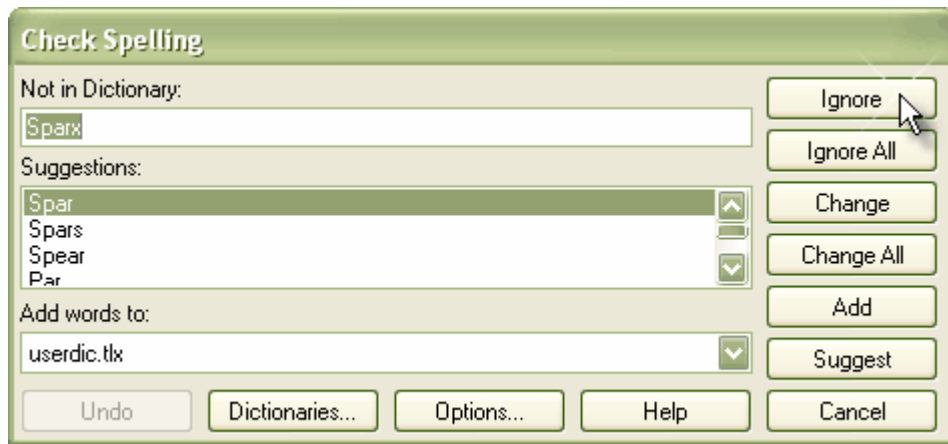 Check Spelling
Not in Dictionary:
Sparx
Suggestions:
Spar
Spars
Spear
Par
Add words to:
userdic.tlx
Ignore
Ignore All
Change
Change All
Add
Suggest
Undo
Dictionaries...
Options...
Help
Cancel